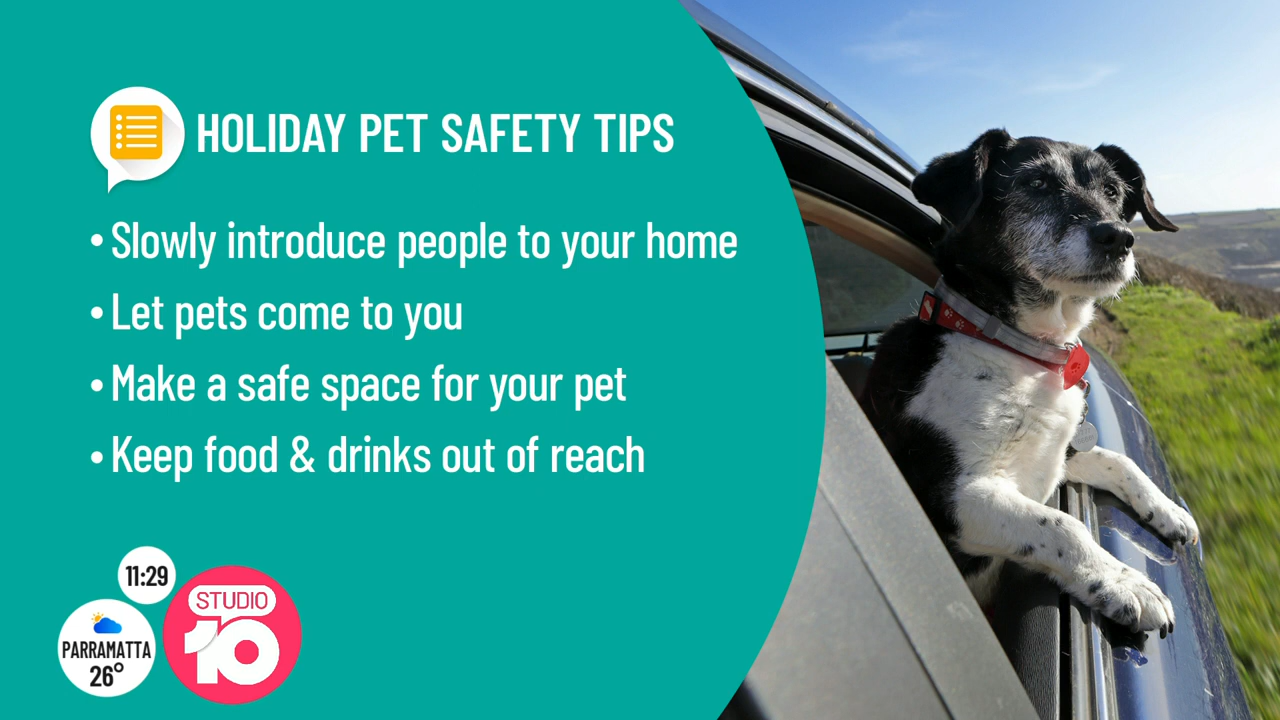 HOLIDAY PET SAFETY TIPS
• Slowly introduce people to your home
• Let pets come to you
• Make a safe space for your pet
• Keep food & drinks out of reach
11:29
PARRAMATTA
26°
STUDIO
10